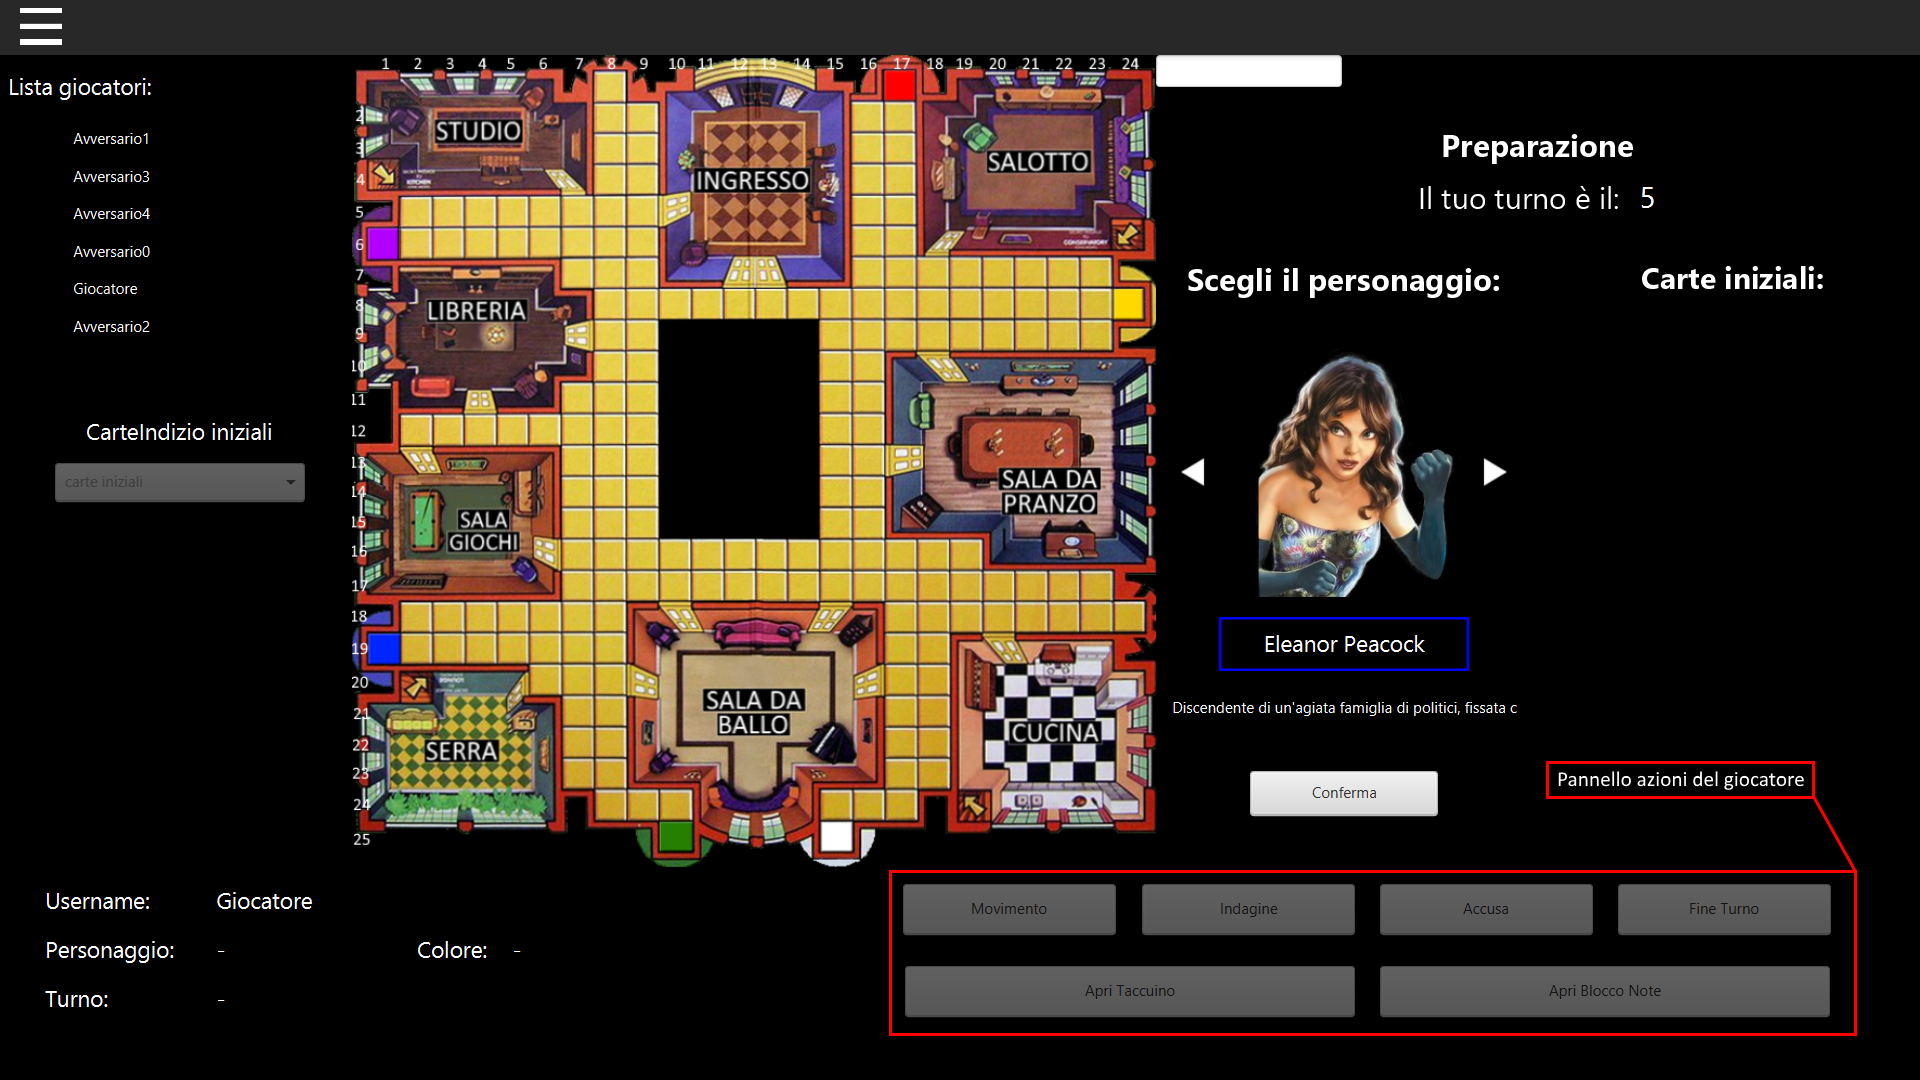 1 2 3 4 5 6 7 8 9 10 11 12 13 14 15 16 17 18 19 20 21 22 23 24
2
3
4
5
6
7
8
9
10
11
12
13
14
15
16
17
18
19
20
21
22
23
24
25
Lista giocatori:
Avversario1
Avversario3
Avversario4
Avversario0
Giocatore
Avversario2
CarteIndizio iniziali
carte iniziali
STUDIO
INGRESSO
SALOTTO
LIBRERIA
SALA
GIOCHI
SALA DA
PRANZO
SERRA
SALA DA
BALLO
CUCINA
KITCHEN
CONSERVATORY
Preparazione
Il tuo turno è il: 5
Scegli il personaggio:
Carte iniziali:
Eleanor Peacock
Discendente di un'agiata famiglia di politici, fissata c
Conferma
Pannello azioni del giocatore
Username: Giocatore
Personaggio: - Colore: -
Turno: -
Movimento Indagine Accusa Fine Turno
Apri Taccuino Apri Blocco Note